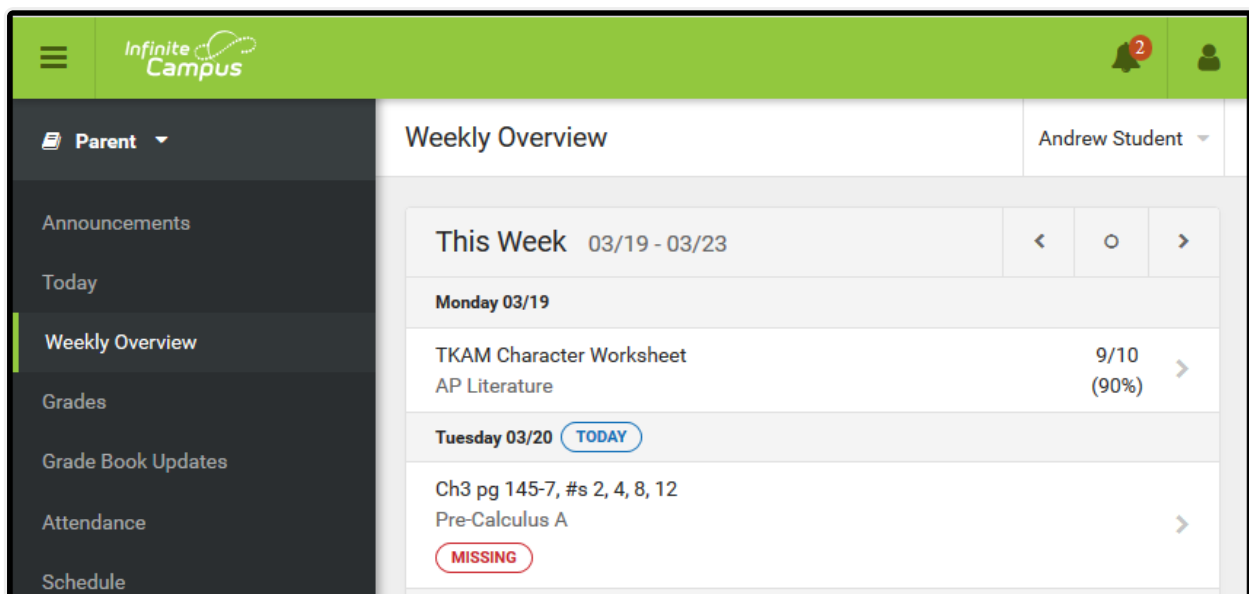 Infinite
Campus
2
Parent
Weekly Overview
Andrew Student
Announcements
Today
Weekly Overview
Grades
Grade Book Updates
Attendance
Schedule
This Week 03/19 - 03/23
Monday 03/19
TKAM Character Worksheet 9/10
AP Literature (90%)
Tuesday 03/20 TODAY
Ch3 pg 145-7, #s 2, 4, 8, 12
Pre-Calculus A
MISSING